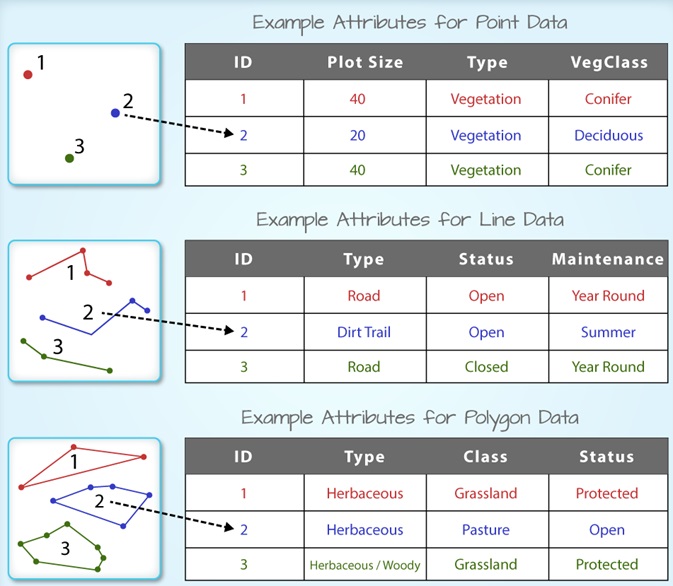 Example Attributes for Point Data
1
2
3
ID Plot Size Type VegClass
1 40 Vegetation Conifer
2 20 Vegetation Deciduous
3 40 Vegetation Conifer
Example Attributes for Line Data
1
2
3
ID Type Status Maintenance
1 Road Open Year Round
2 Dirt Trail Open Summer
3 Road Closed Year Round
Example Attributes for Polygon Data
1
2
3
ID Type Class Status
1 Herbaceous Grassland Protected
2 Herbaceous Pasture Open
3 Herbaceous / Woody Grassland Protected